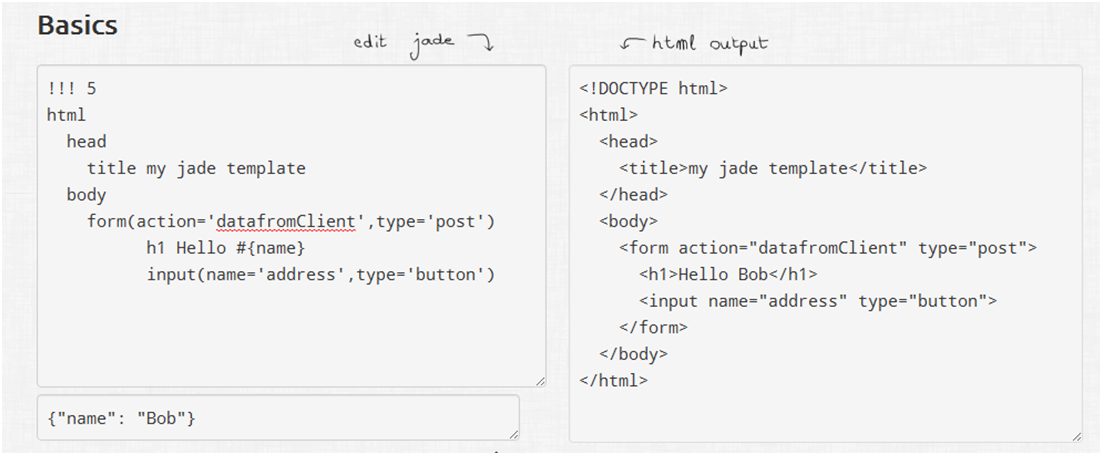 Basics
edit jade
html output
!!! 5
html
  head
    title my jade template
  body
    form(action='datafromClient',type='post')
          h1 Hello #{name}
          input(name='address',type='button')
{"name": "Bob"}
<!DOCTYPE html>
<html>
  <head>
    <title>my jade template</title>
  </head>
  <body>
    <form action="datafromClient" type="post">
      <h1>Hello Bob</h1>
      <input name="address" type="button">
    </form>
  </body>
</html>